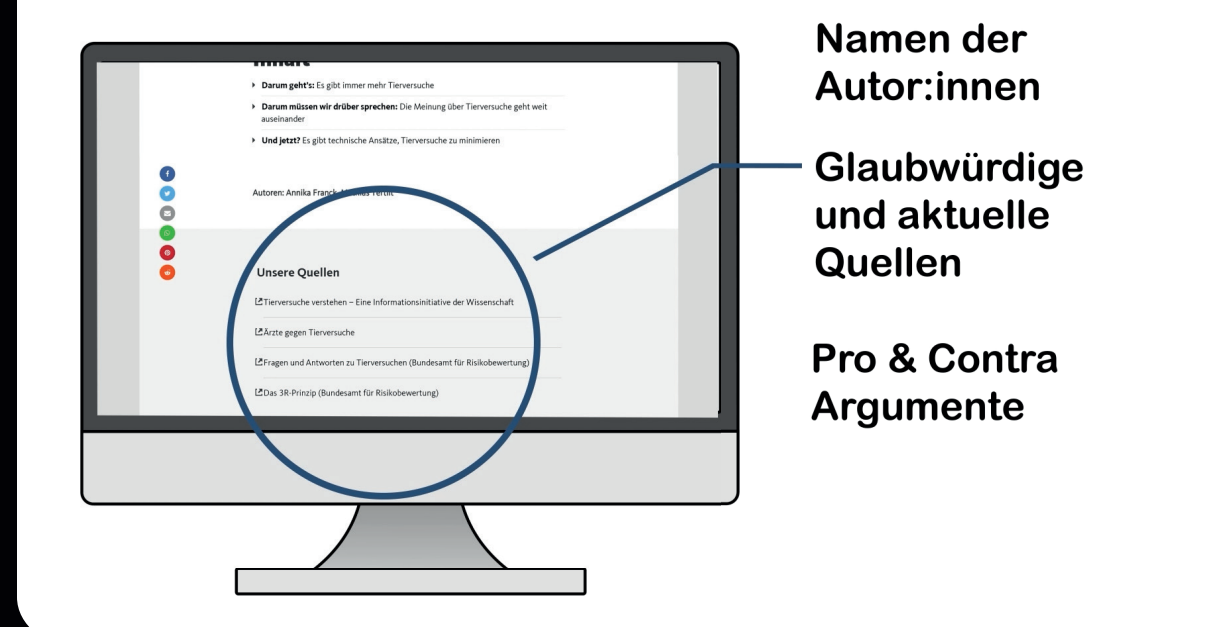 Inhalt
Darum geht's: Es gibt immer mehr Tierversuche
Darum müssen wir drüber sprechen: Die Meinung über Tierversuche geht weit
auseinander
Und jetzt? Es gibt technische Ansätze, Tierversuche zu minimieren
Autoren: Annika Franck,
Unsere Quellen
Tierversuche verstehen – Eine Informationsinitiative der Wissenschaft
Ärzte gegen Tierversuche
Fragen und Antworten zu Tierversuchen (Bundesamt für Risikobewertung)
Das 3R-Prinzip (Bundesamt für Risikobewertung)
Namen der
Autor:innen
Glaubwürdige
und aktuelle
Quellen
Pro & Contra
Argumente